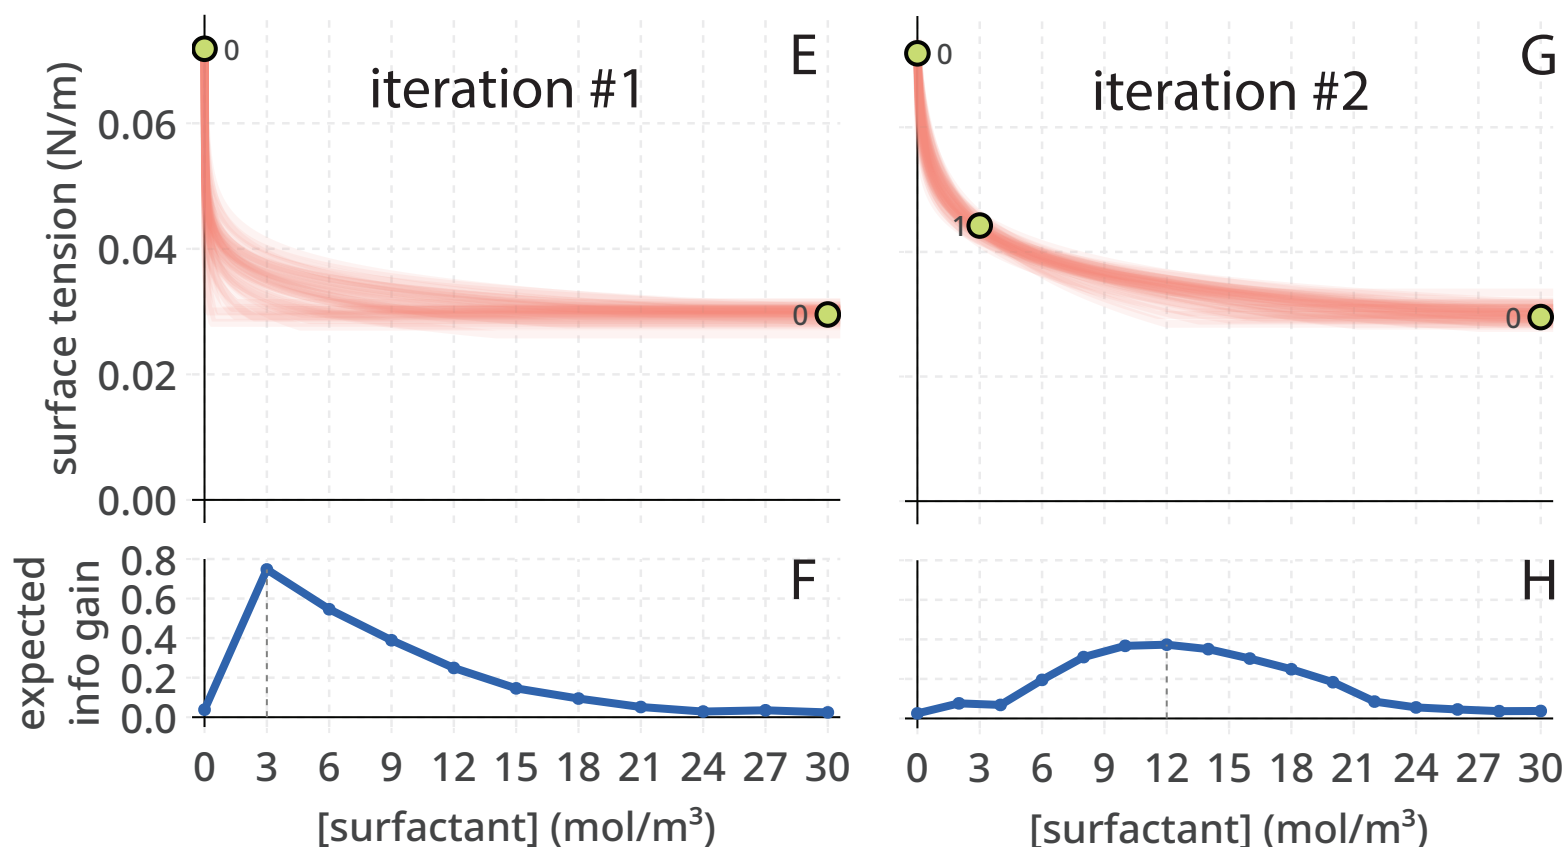 E
iteration #1
0
0
surface tension (N/m)
0.06
0.04
0.02
0.00
G
iteration #2
0
1
0
F
expected
info gain
0.8
0.6
0.4
0.2
0.0
0 3 6 9 12 15 18 21 24 27 30
[surfactant] (mol/m³)
H
0 3 6 9 12 15 18 21 24 27 30
[surfactant] (mol/m³)